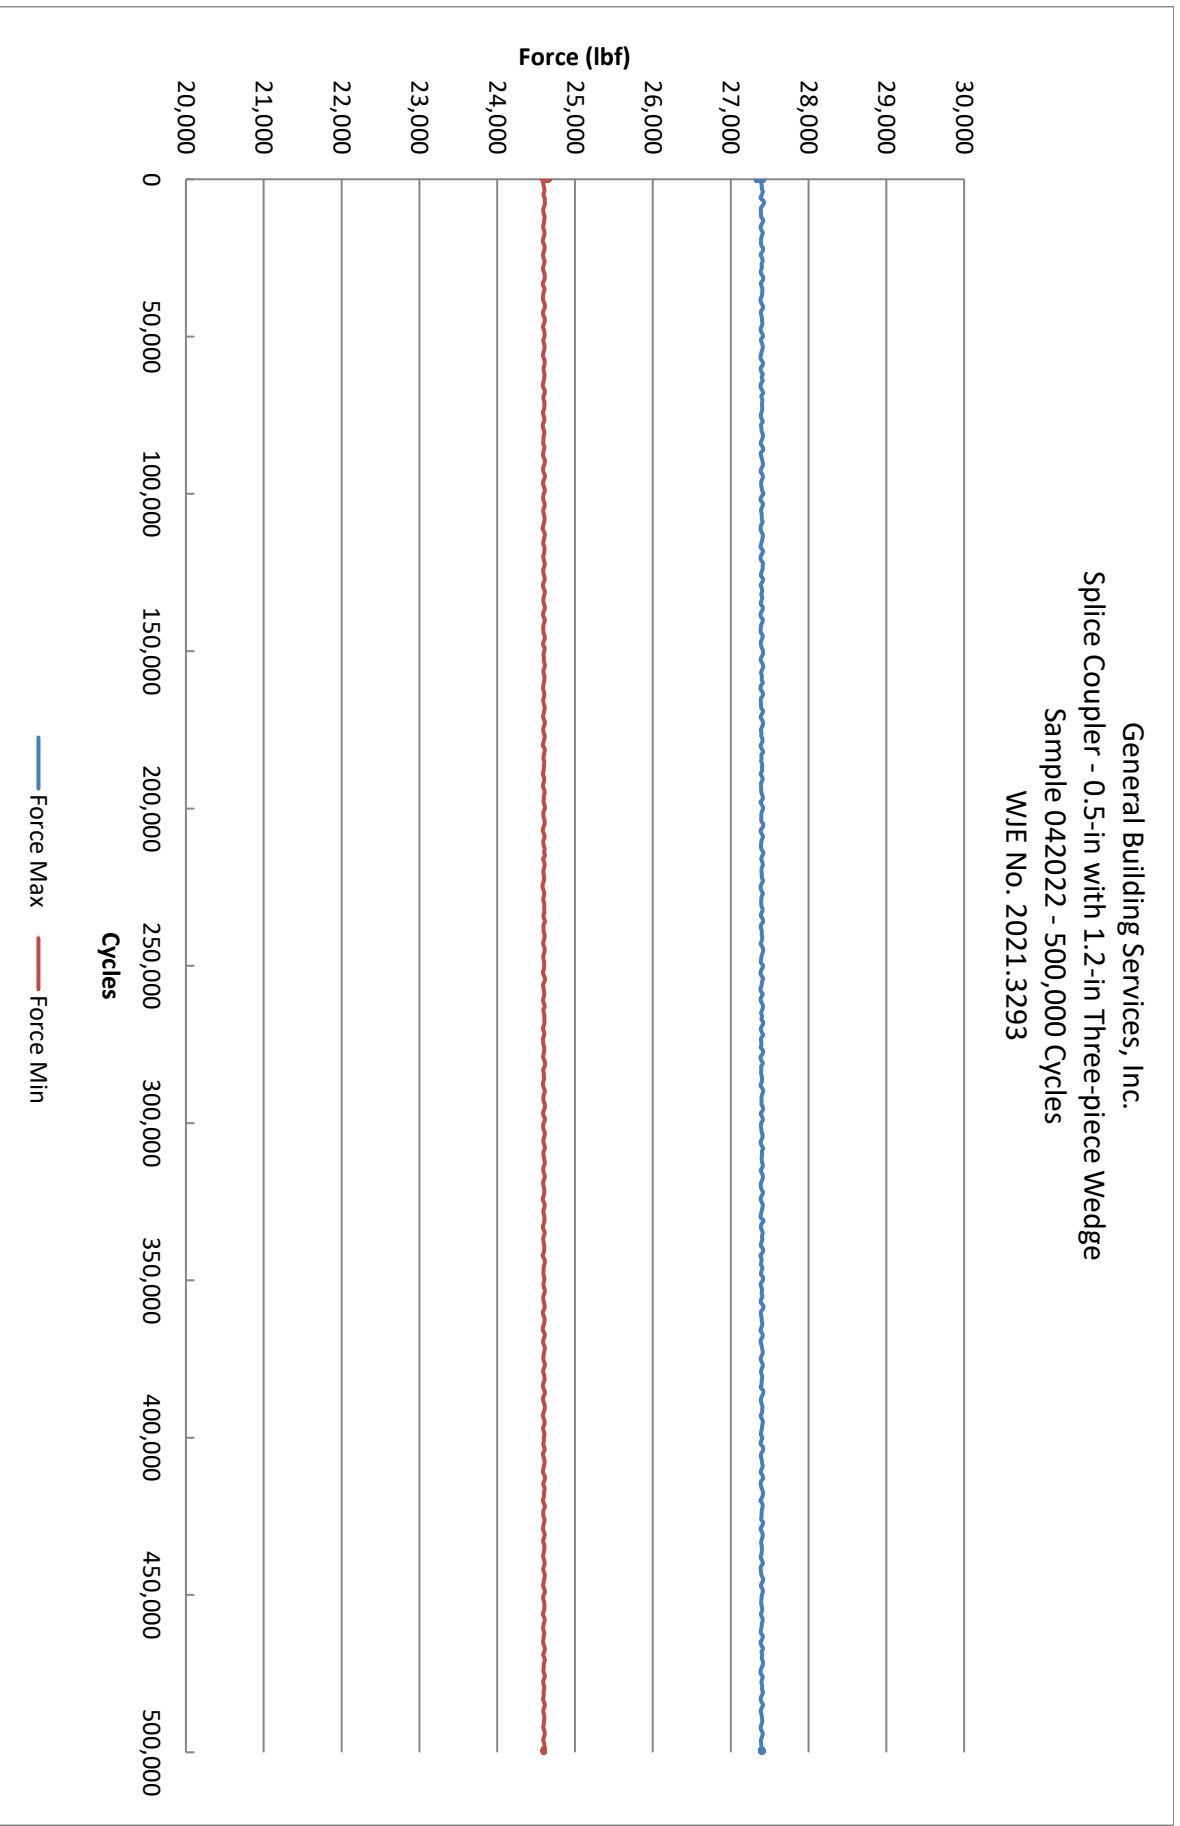 General Building Services, Inc.
Splice Coupler - 0.5-in with 1.2-in Three-piece Wedge
Sample 042022 - 500,000 Cycles
WJE No. 2021.3293
Force (lbf)
30,000
29,000
28,000
27,000
26,000
25,000
24,000
23,000
22,000
21,000
20,000
0
50,000
100,000
150,000
200,000
250,000
300,000
350,000
400,000
450,000
500,000
Cycles
Force Max
Force Min